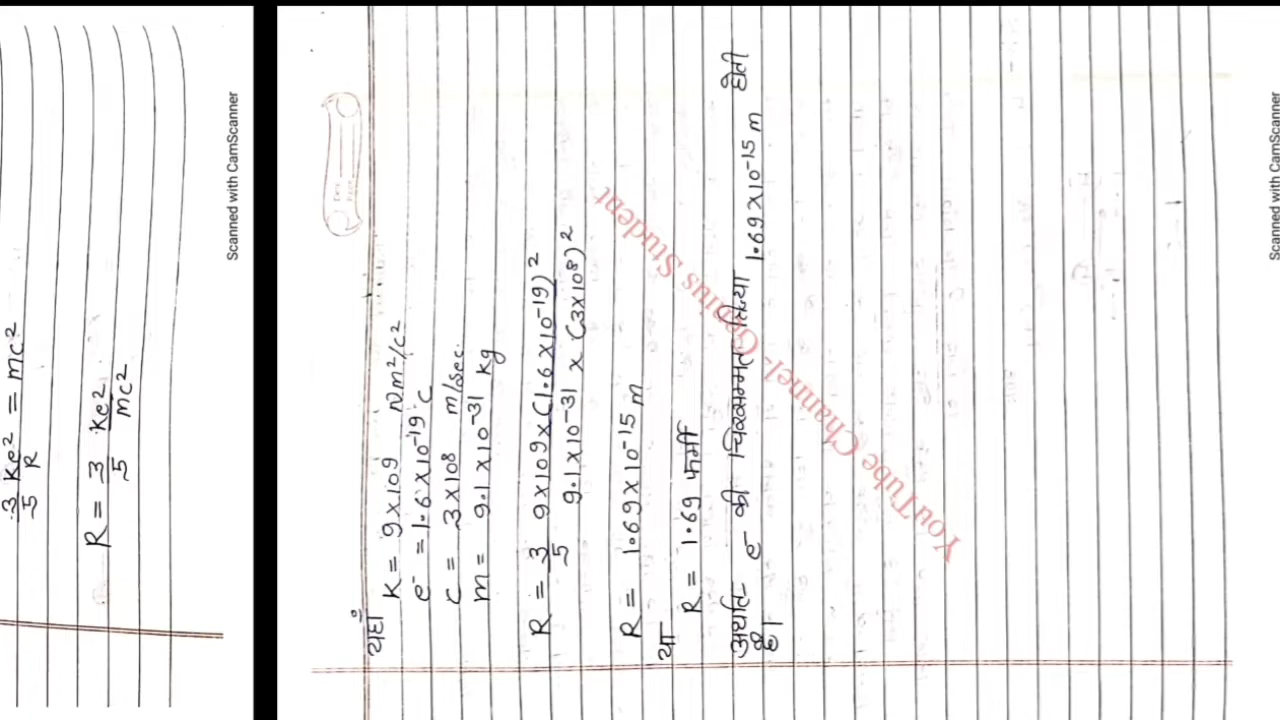 3/5 Ke²/R = mc²
R = 3/5 Ke²/mc²
Scanned with CamScanner
यहाँ
K = 9×10⁹ Nm²/c²
e⁻ = 1.6×10⁻¹⁹ C
C = 3×10⁸ m/sec.
m = 9.1×10⁻³¹ kg
R = 3/5 9×10⁹×(1.6×10⁻¹⁹)²/9.1×10⁻³¹ × (3×10⁸)²
R = 1.69×10⁻¹⁵ m
या
R = 1.69 फर्मी
अर्थात e⁻ की चिरसम्मत त्रिज्या 1.69×10⁻¹⁵ m होती
है।
YouTube Channel- Genius Student
Scanned with CamScanner